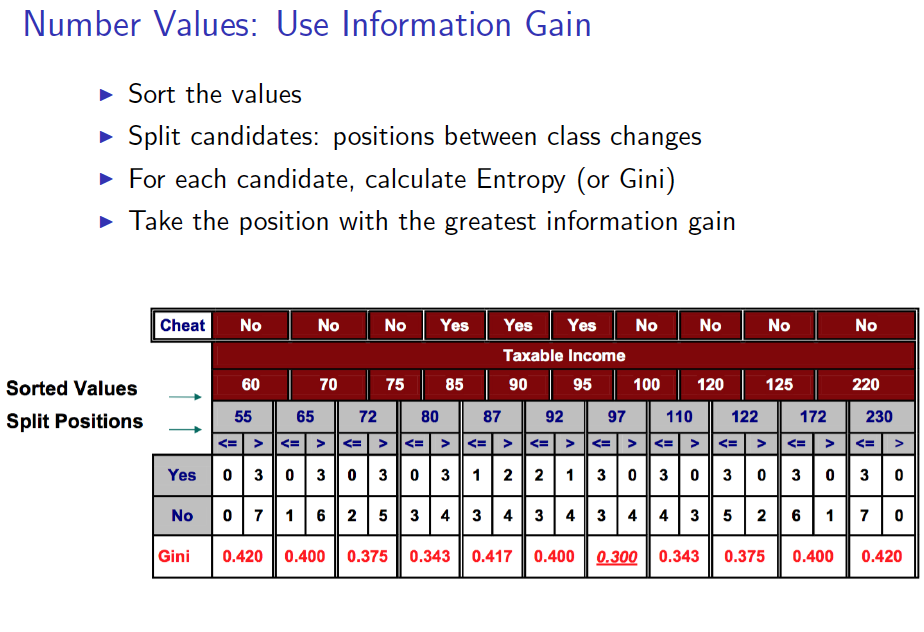 Number Values: Use Information Gain
Sort the values
Split candidates: positions between class changes
For each candidate, calculate Entropy (or Gini)
Take the position with the greatest information gain
Cheat No No No Yes Yes Yes No No No No
Taxable Income
Sorted Values 60 70 75 85 90 95 100 120 125 220
Split Positions 55 65 72 80 87 92 97 110 122 172 230
<= > <= > <= > <= > <= > <= > <= > <= > <= > <= > <= >
Yes 0 3 0 3 0 3 0 3 1 2 2 1 3 0 3 0 3 0 3 0 3 0
No 0 7 1 6 2 5 3 4 3 4 3 4 3 4 4 3 5 2 6 1 7 0
Gini 0.420 0.400 0.375 0.343 0.417 0.400 0.300 0.343 0.375 0.400 0.420